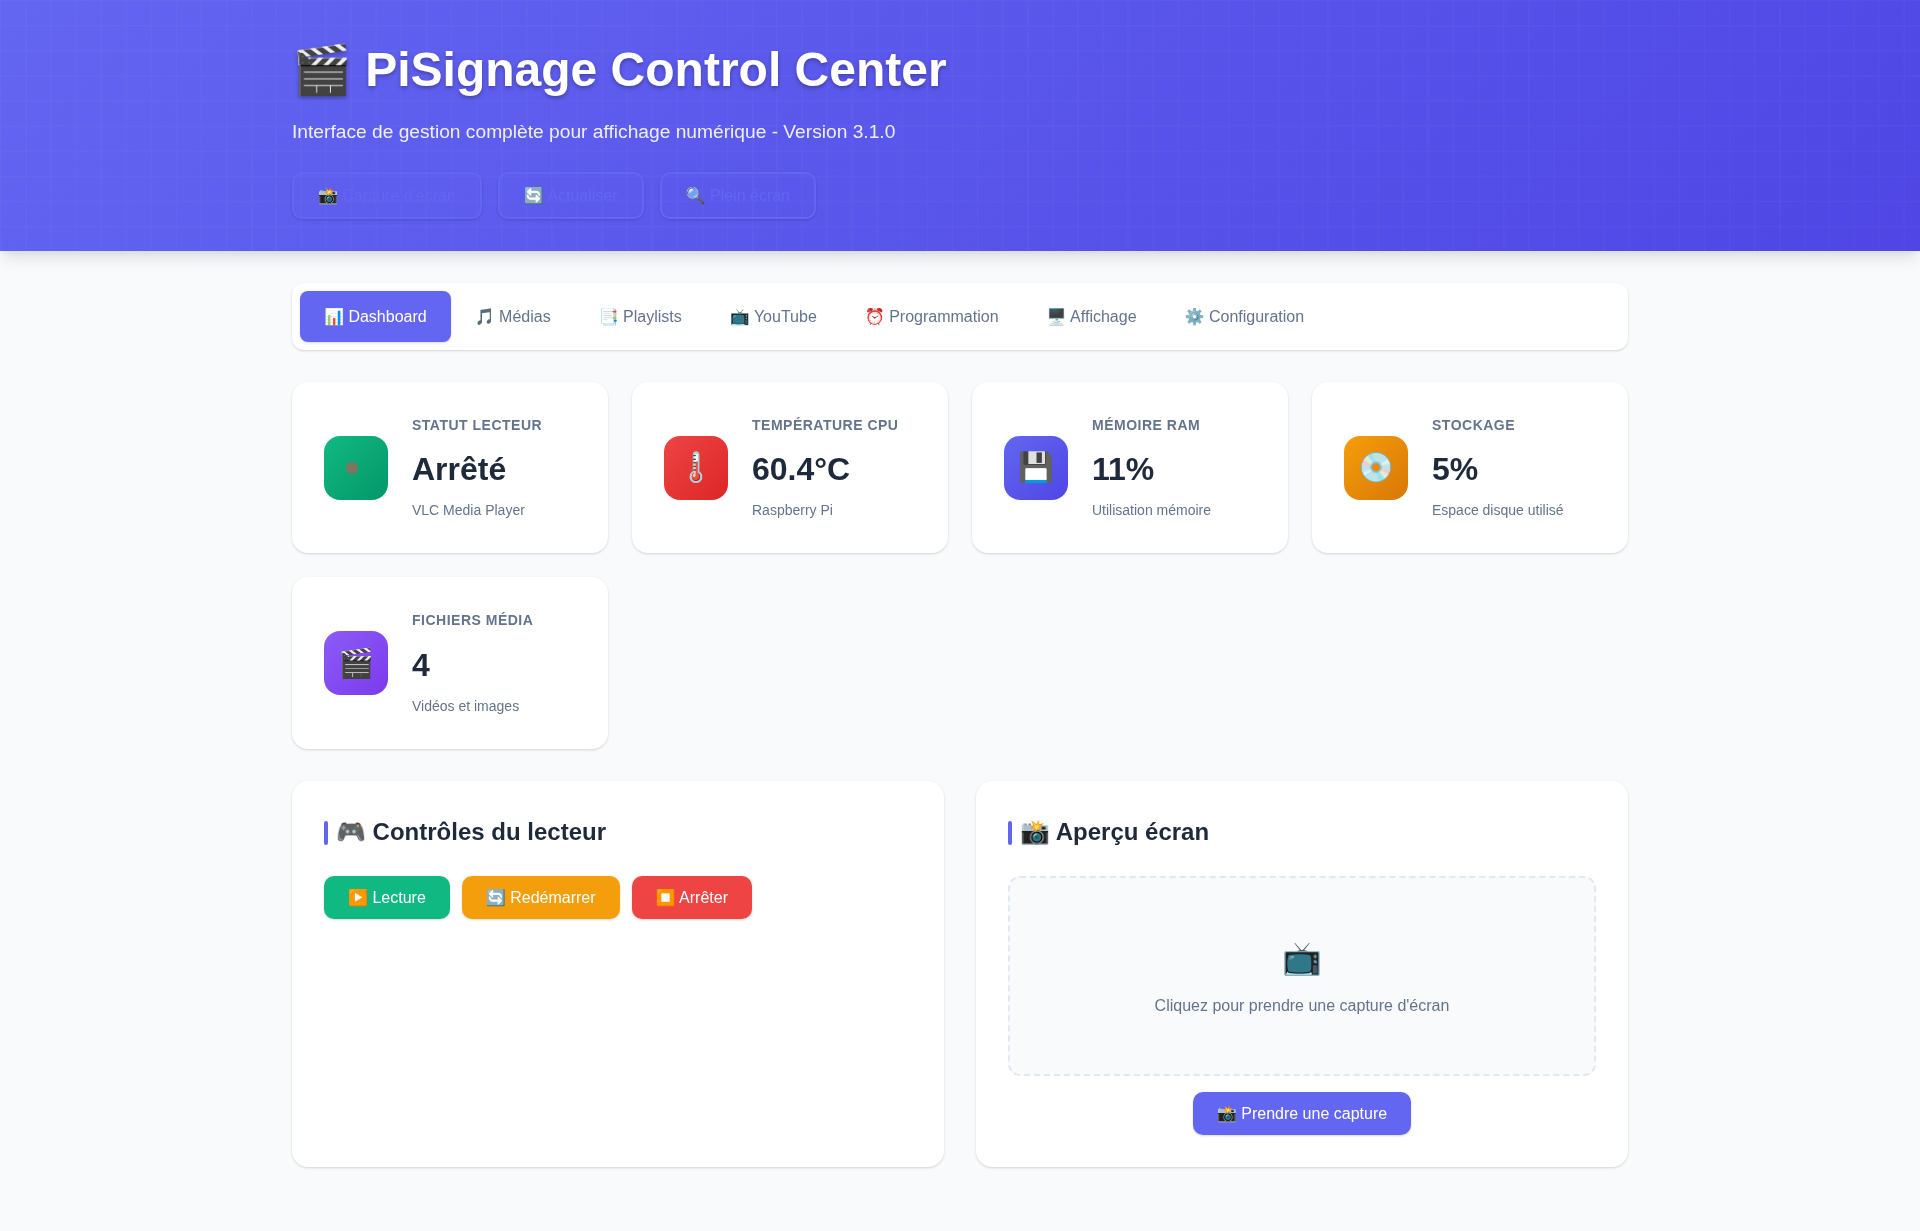 🎬 PiSignage Control Center
Interface de gestion complète pour affichage numérique - Version 3.1.0
📸 Capture d'écran 🔄 Actualiser 🔍 Plein écran
📊 Dashboard 🎵 Médias 📑 Playlists 📺 YouTube ⏰ Programmation 🖥️ Affichage ⚙️ Configuration
STATUT LECTEUR
Arrêté
VLC Media Player
TEMPÉRATURE CPU
60.4°C
Raspberry Pi
MÉMOIRE RAM
11%
Utilisation mémoire
STOCKAGE
5%
Espace disque utilisé
FICHIERS MÉDIA
4
Vidéos et images
🎮 Contrôles du lecteur
▶️ Lecture 🔄 Redémarrer ⏹️ Arrêter
📸 Aperçu écran
Cliquez pour prendre une capture d'écran
📸 Prendre une capture